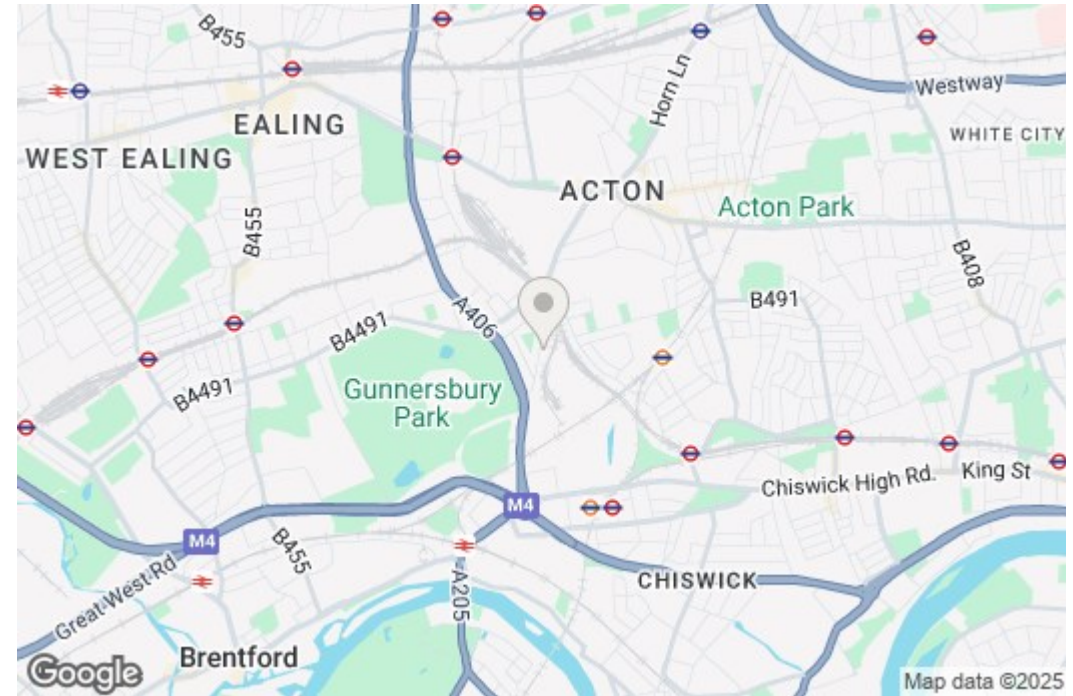 B455
Horn Ln
Westway
EALING
WHITE CITY
WEST EALING
ACTON
Acton Park
B455
B408
B491
A406
B4491
B4491
Gunnersbury
Park
Chiswick High Rd.
King St
M4
M4
B455
Great West Rd
A205
CHISWICK
Brentford
Google
Map data ©2025